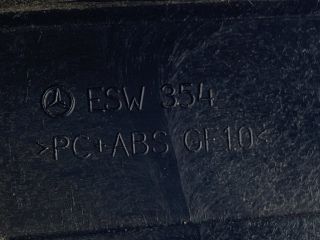 ESW 354
>PC+ABS GF10<